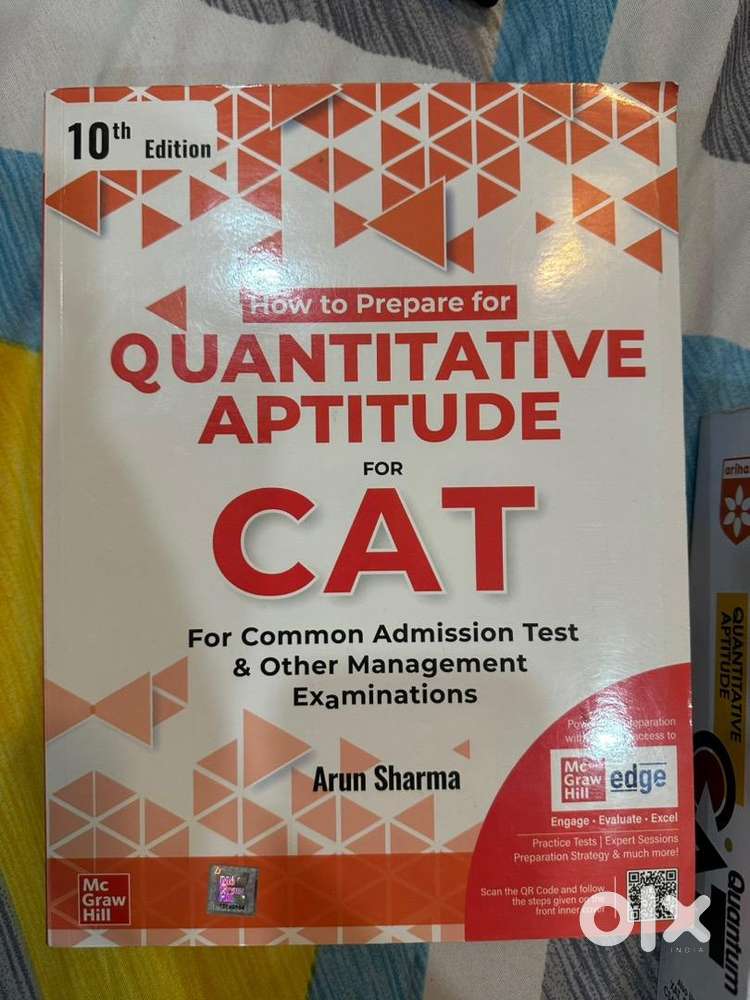 10th Edition
How to Prepare for
QUANTITATIVE
APTITUDE
FOR
CAT
For Common Admission Test
& Other Management
Examinations
Arun Sharma
Mc
Graw
Hill
edge
Engage • Evaluate • Excel
Practice Tests | Expert Sessions
Preparation Strategy & much more!
Scan the QR Code and follow
the steps given on the
front inner cover
Mc
Graw
Hill
QUANTITATIVE
APTITUDE
Quantum
olx
INDIA